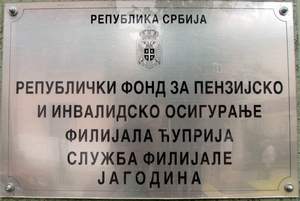 РЕПУБЛИКА СРБИЈА
РЕПУБЛИЧКИ ФОНД ЗА ПЕНЗИЈСКО
И ИНВАЛИДСКО ОСИГУРАЊЕ
ФИЛИЈАЛА ЋУПРИЈА
СЛУЖБА ФИЛИЈАЛЕ
ЈАГОДИНА